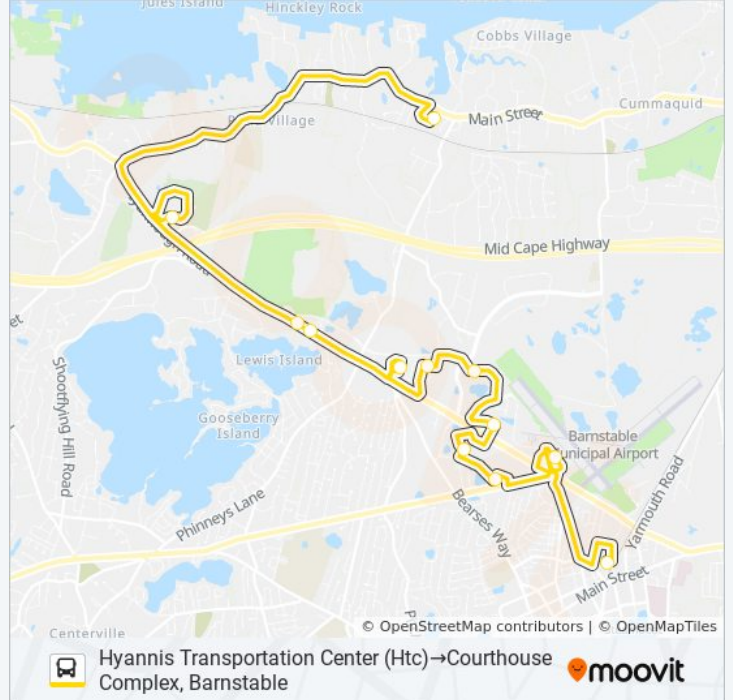 Jules Island
Hinckley Rock
Cobbs Village
Cummaquid
Main Street
Village
Mid Cape Highway
et
Lewis Island
Shootflying Hill Road
Gooseberry
Island
Barnstable
unicipal Airport
Yarmouth Road
Phinneys Lane
Bearses Way
Main Street
P
Centerville
© OpenStreetMap contributors | © OpenMapTiles
Hyannis Transportation Center (Htc)→Courthouse
Complex, Barnstable
moovit